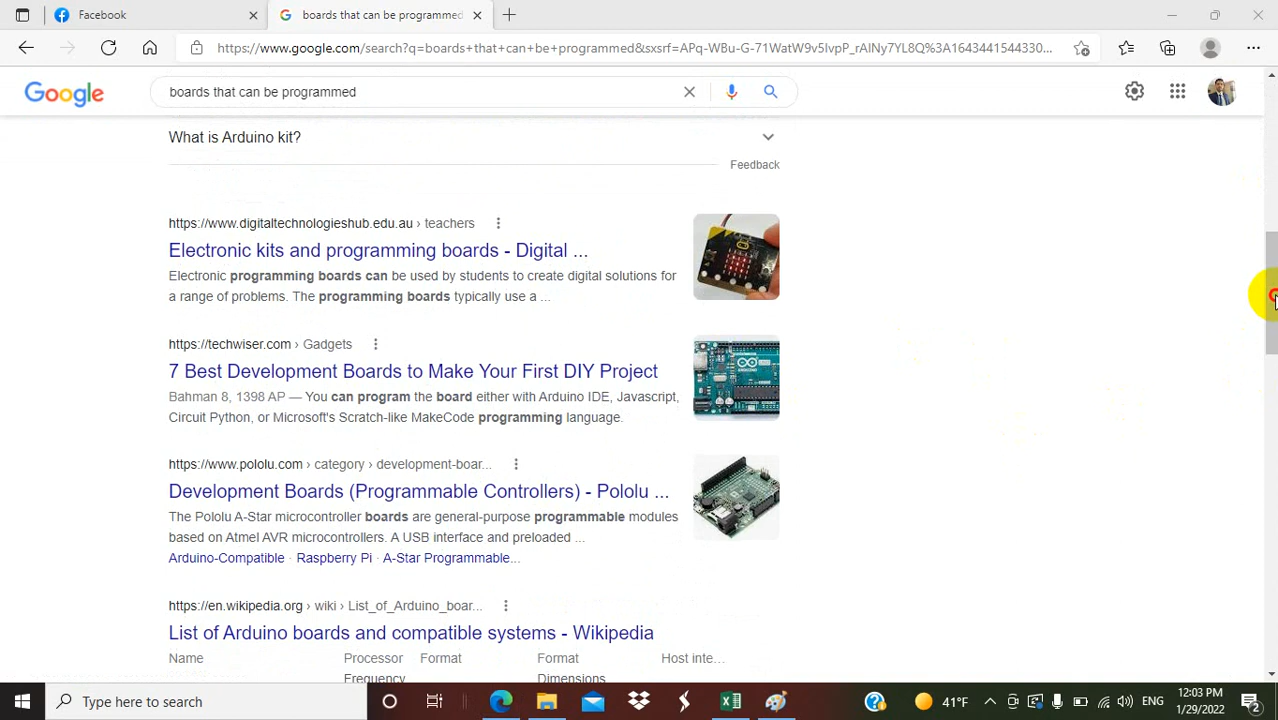 Facebook
boards that can be programmed
https://www.google.com/search?q=boards+that+can+be+programmed&sxsrf=APq-WBu-G-71WatW9v5IvpP_rAlNy7YL8Q%3A1643441544330...
Google
boards that can be programmed
What is Arduino kit?
Feedback
https://www.digitaltechnologieshub.edu.au › teachers
Electronic kits and programming boards - Digital ...
Electronic programming boards can be used by students to create digital solutions for
a range of problems. The programming boards typically use a ...
https://techwiser.com › Gadgets
7 Best Development Boards to Make Your First DIY Project
Bahman 8, 1398 AP — You can program the board either with Arduino IDE, Javascript,
Circuit Python, or Microsoft's Scratch-like MakeCode programming language.
https://www.pololu.com › category › development-boar...
Development Boards (Programmable Controllers) - Pololu ...
The Pololu A-Star microcontroller boards are general-purpose programmable modules
based on Atmel AVR microcontrollers. A USB interface and preloaded ...
Arduino-Compatible · Raspberry Pi · A-Star Programmable...
https://en.wikipedia.org › wiki › List_of_Arduino_boar...
List of Arduino boards and compatible systems - Wikipedia
Name Processor Format Format Host inte...
Frequency Dimensions
Type here to search
41°F
ENG
12:03 PM
1/29/2022
2